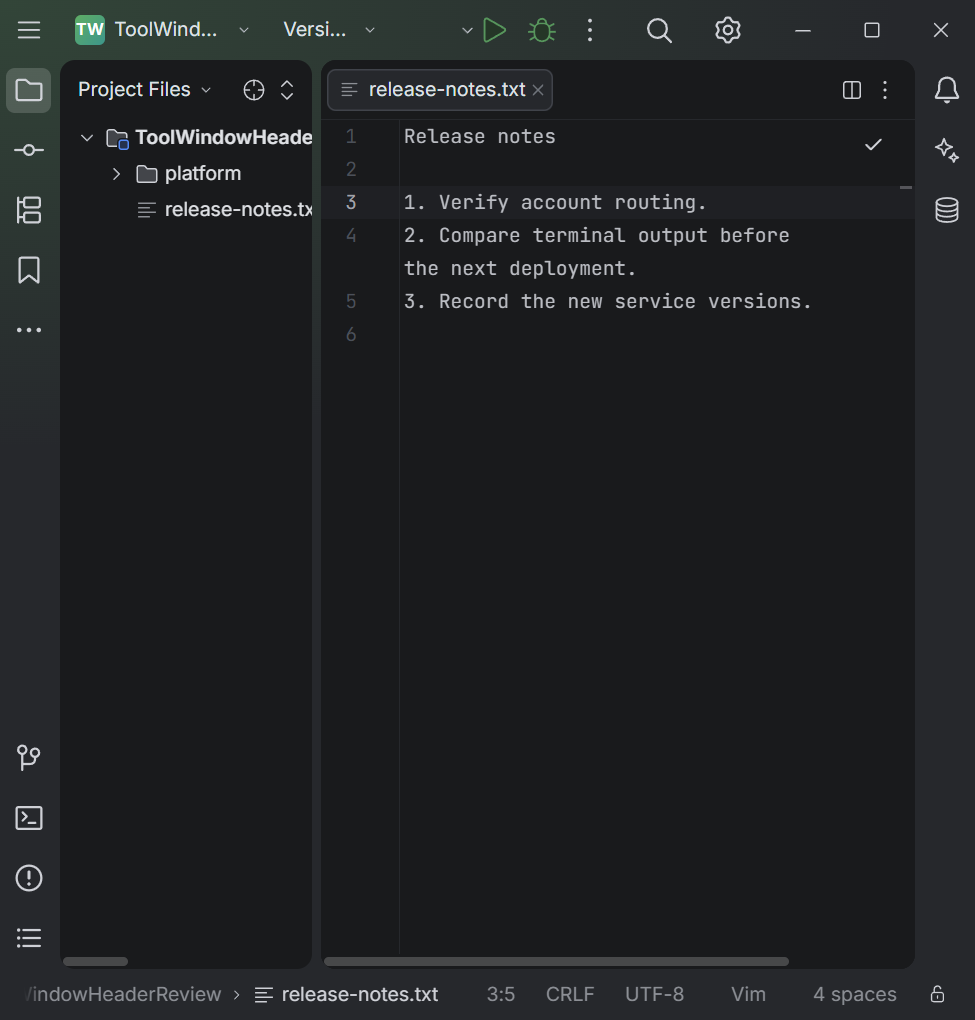 TW ToolWind... Versi...
Project Files
release-notes.txt
ToolWindowHeade
platform
release-notes.tx
1 Release notes
2
3 1. Verify account routing.
4 2. Compare terminal output before
the next deployment.
5 3. Record the new service versions.
6
indowHeaderReview › release-notes.txt 3:5 CRLF UTF-8 Vim 4 spaces